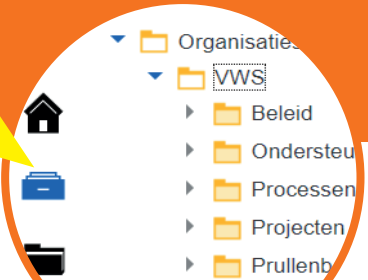 Organisaties
VWS
Beleid
Ondersteu
Processen
Projecten
Prullenb